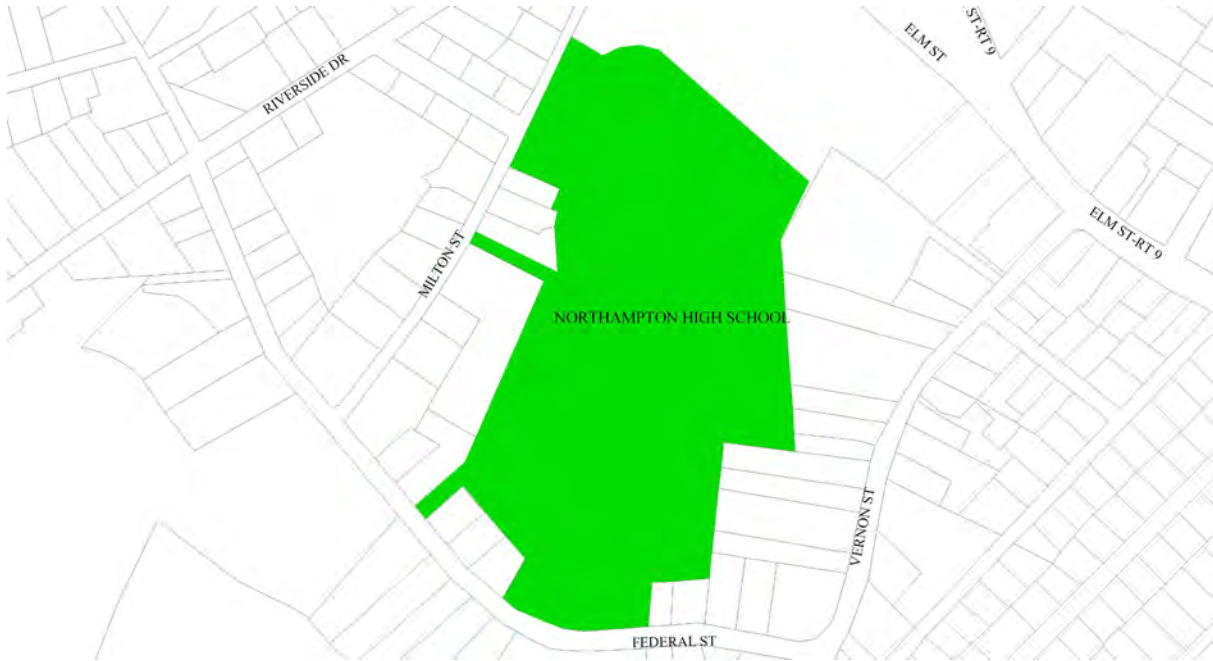 ELM ST-RT 9
ELM ST
RIVERSIDE DR
ELM ST-RT 9
MILTON ST
NORTHAMPTON HIGH SCHOOL
VERNON ST
FEDERAL ST